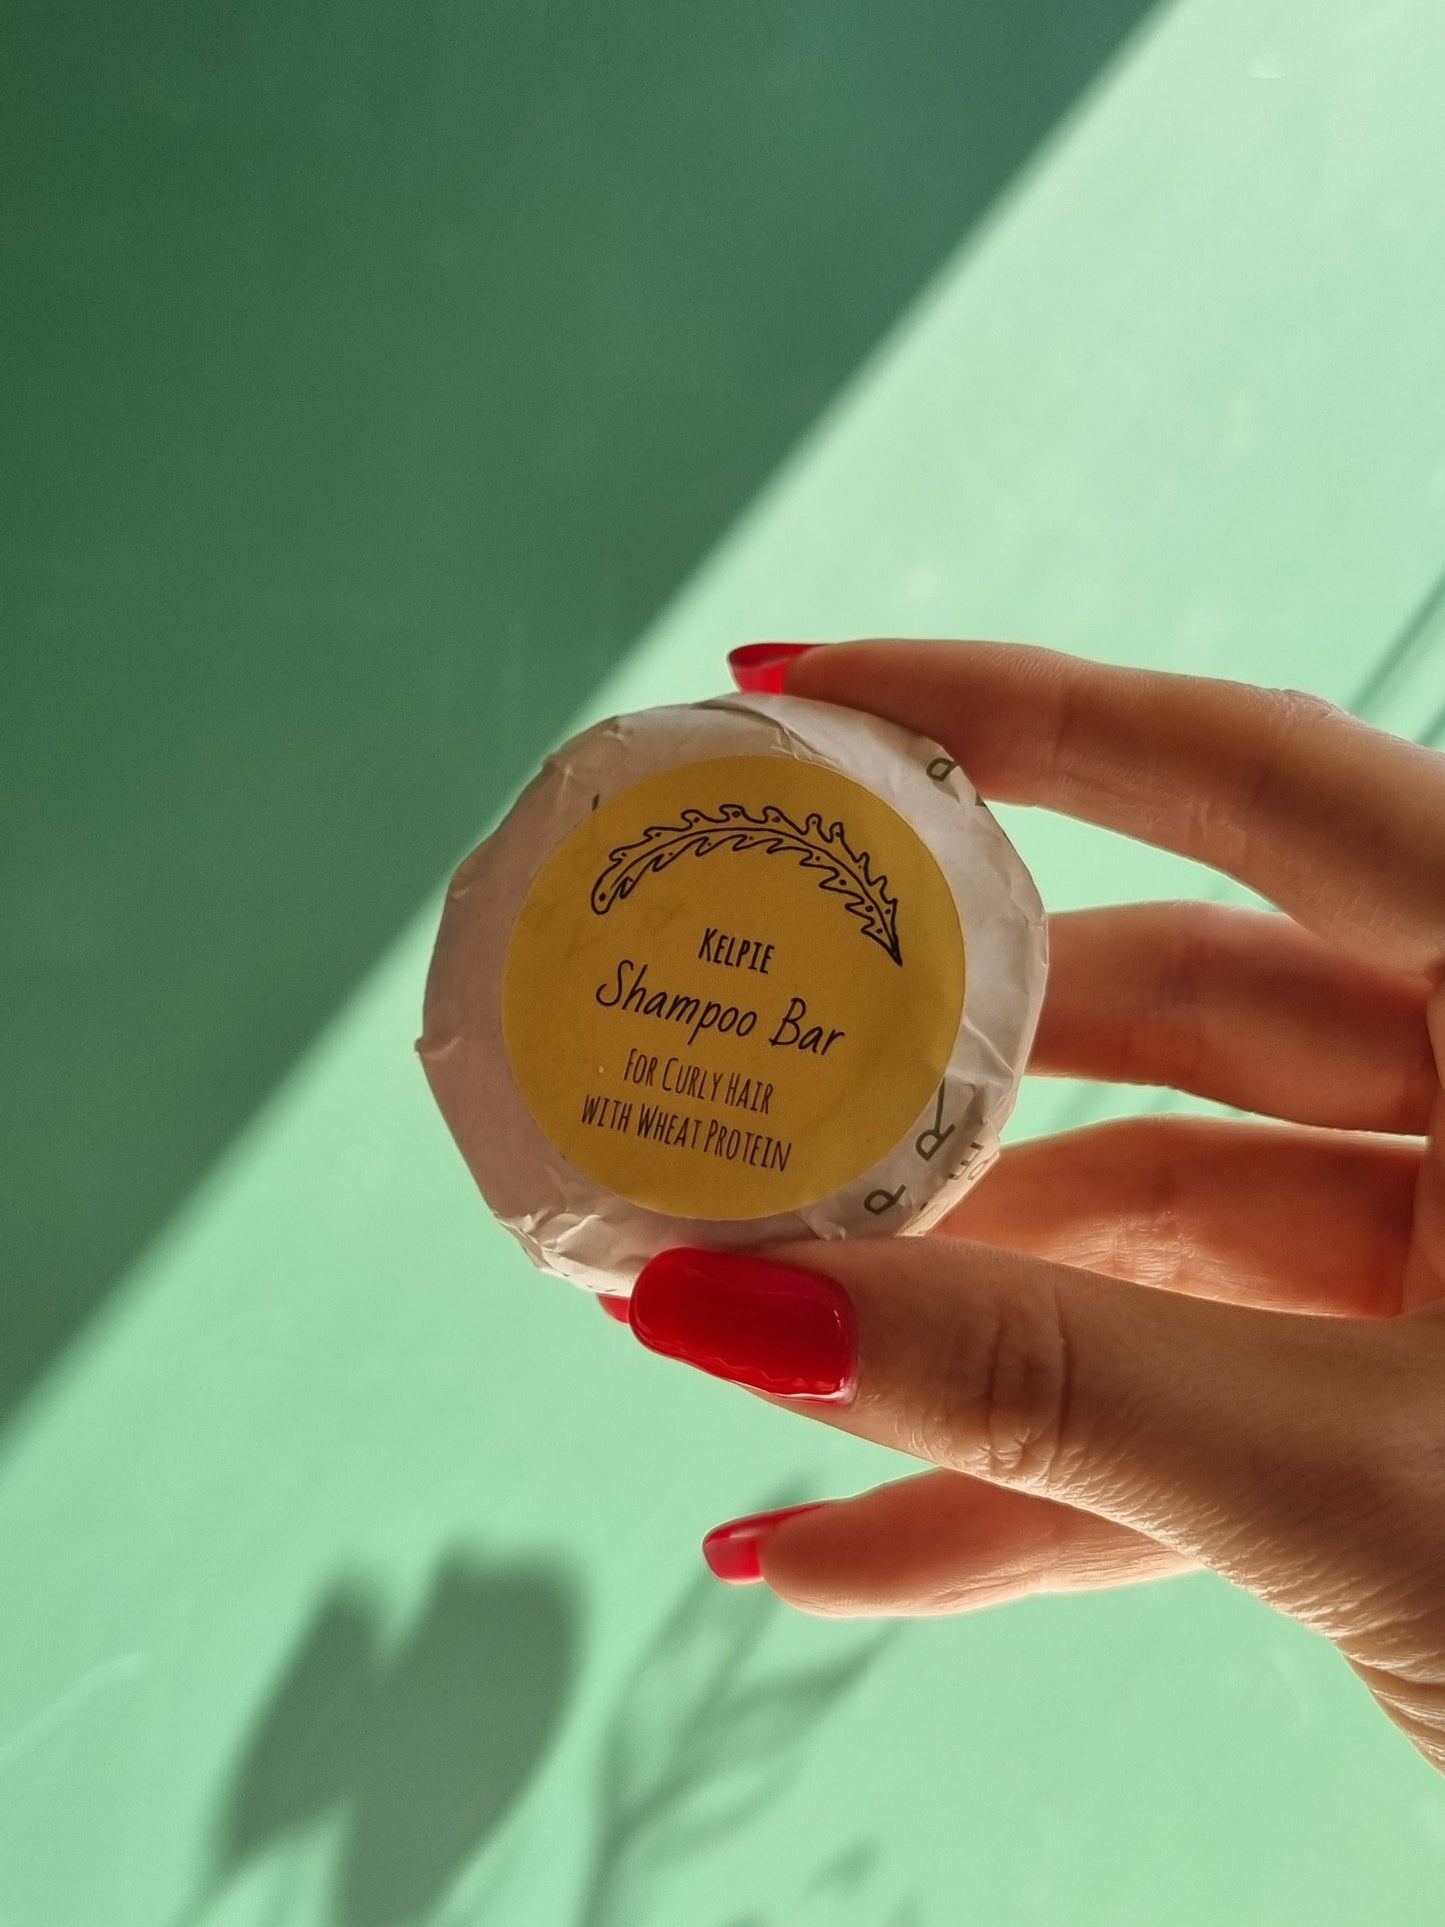 KELPIE
Shampoo Bar
FOR CURLY HAIR
WITH WHEAT PROTEIN